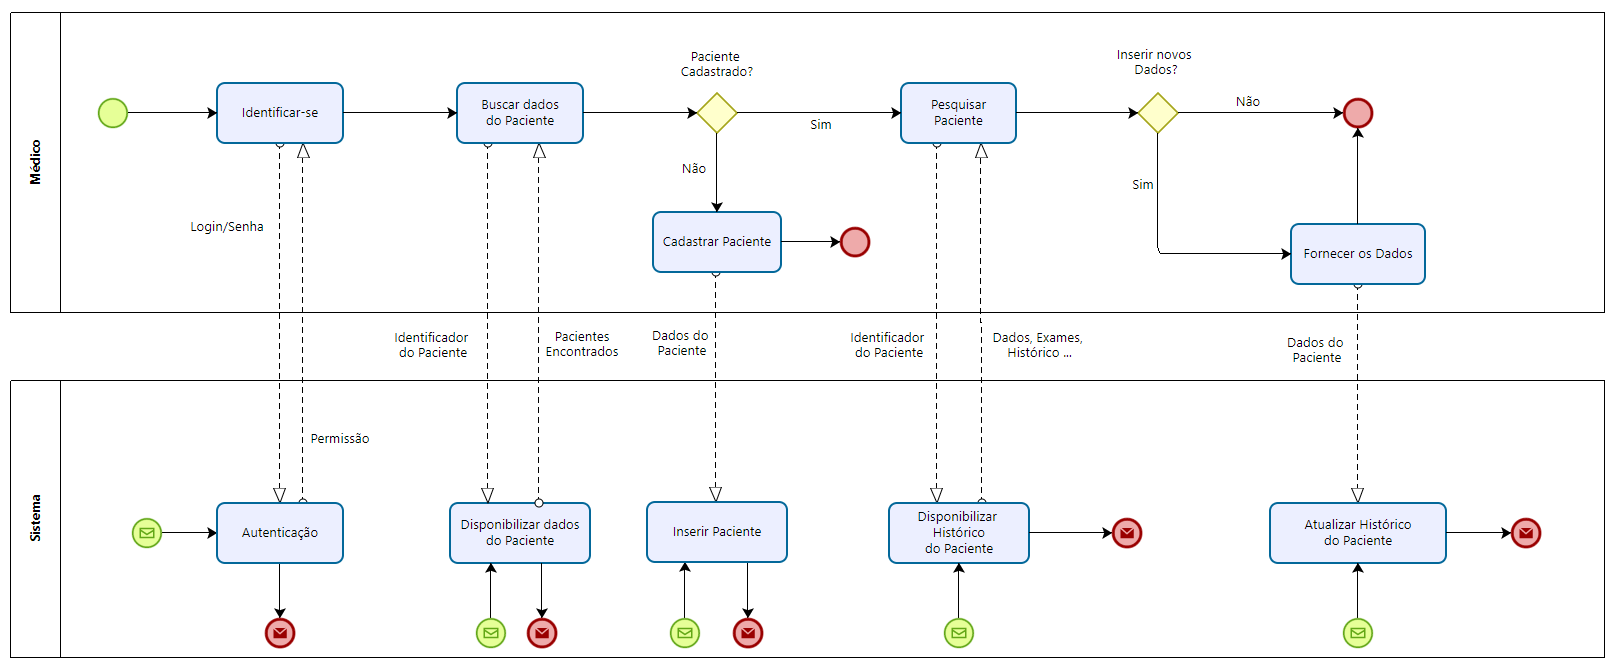 Médico
Identificar-se
Buscar dados
do Paciente
Paciente
Cadastrado?
Sim
Não
Cadastrar Paciente
Pesquisar
Paciente
Inserir novos
Dados?
Não
Sim
Fornecer os Dados
Login/Senha
Permissão
Identificador
do Paciente
Pacientes
Encontrados
Dados do
Paciente
Identificador
do Paciente
Dados, Exames,
Histórico ...
Dados do
Paciente
Sistema
Autenticação
Disponibilizar dados
do Paciente
Inserir Paciente
Disponibilizar
Histórico
do Paciente
Atualizar Histórico
do Paciente